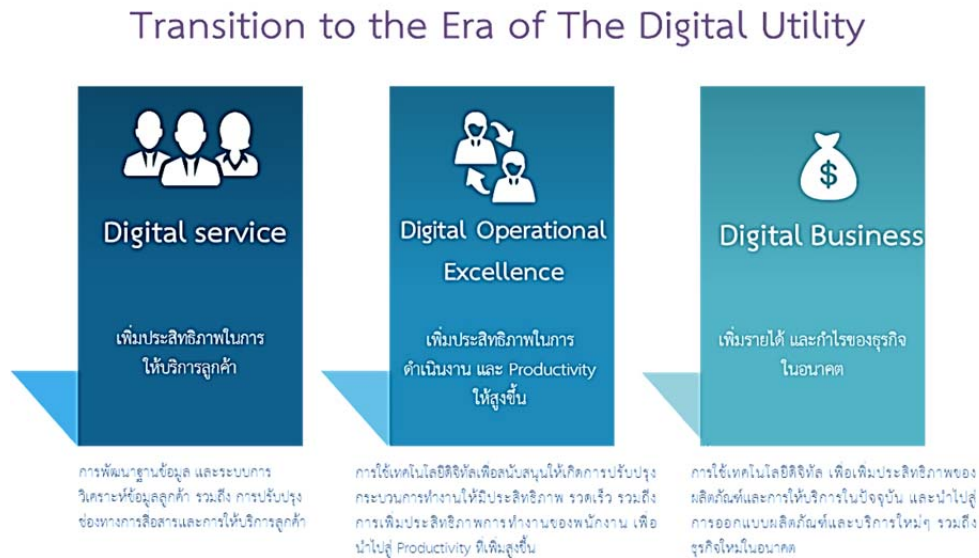 Transition to the Era of The Digital Utility
Digital service
เพิ่มประสิทธิภาพในการ
ให้บริการลูกค้า
การพัฒนาฐานข้อมูล และระบบการ
วิเคราะห์ข้อมูลลูกค้า รวมถึง การปรับปรุง
ช่องทางการสื่อสารและการให้บริการลูกค้า
Digital Operational
Excellence
เพิ่มประสิทธิภาพในการ
ดำเนินงาน และ Productivity
ให้สูงขึ้น
การใช้เทคโนโลยีดิจิทัลเพื่อสนับสนุนให้เกิดการปรับปรุง
กระบวนการทำงานให้มีประสิทธิภาพ รวดเร็ว รวมถึง
การเพิ่มประสิทธิภาพการทำงานของพนักงาน เพื่อ
นำไปสู่ Productivity ที่เพิ่มสูงขึ้น
$
Digital Business
เพิ่มรายได้ และกำไรของธุรกิจ
ในอนาคต
การใช้เทคโนโลยีดิจิทัล เพื่อเพิ่มประสิทธิภาพของ
ผลิตภัณฑ์และการให้บริการในปัจจุบัน และนำไปสู่
การออกแบบผลิตภัณฑ์และบริการใหม่ๆ รวมถึง
ธุรกิจใหม่ในอนาคต